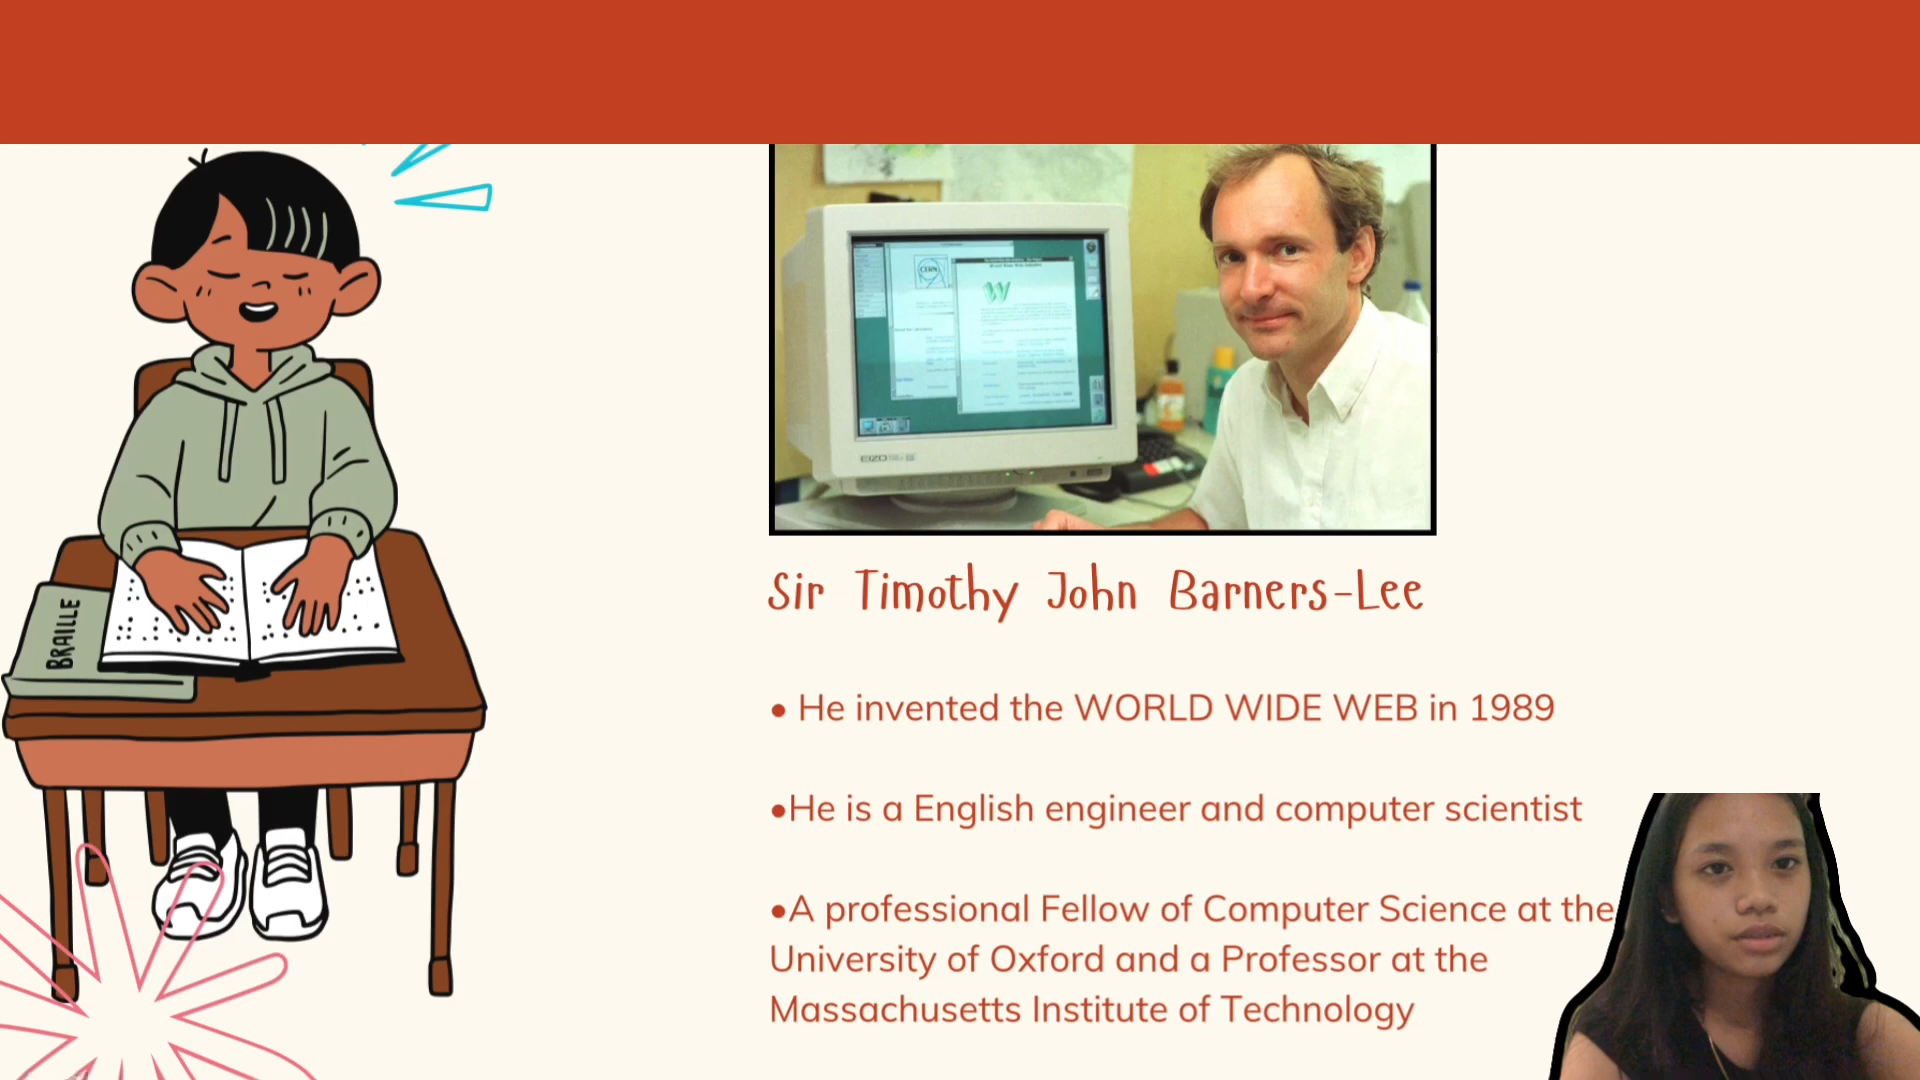 CERN
W
EIZO
BRAILLE
Sir Timothy John Barners-Lee
• He invented the WORLD WIDE WEB in 1989
•He is a English engineer and computer scientist
•A professional Fellow of Computer Science at the
University of Oxford and a Professor at the
Massachusetts Institute of Technology